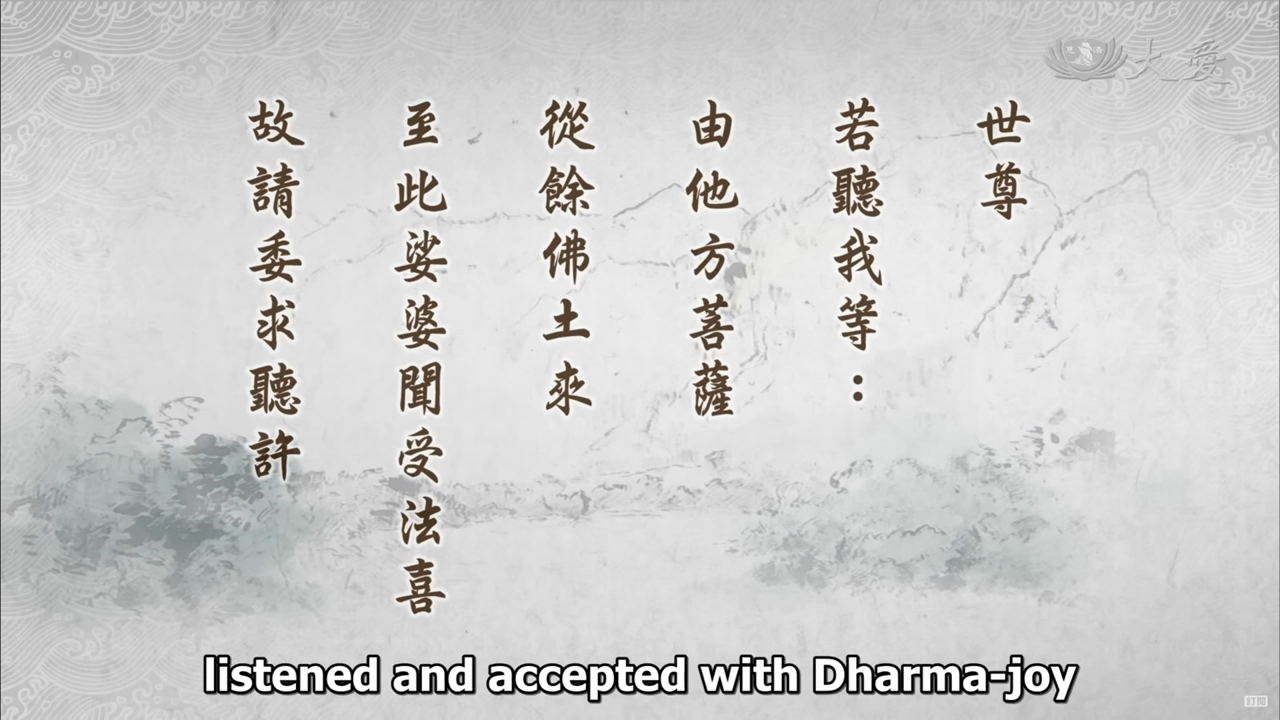 世尊
若聽我等：
由他方菩薩
從餘佛土來
至此娑婆聞受法喜
故請委求聽許
大愛
listened and accepted with Dharma-joy
訂閱